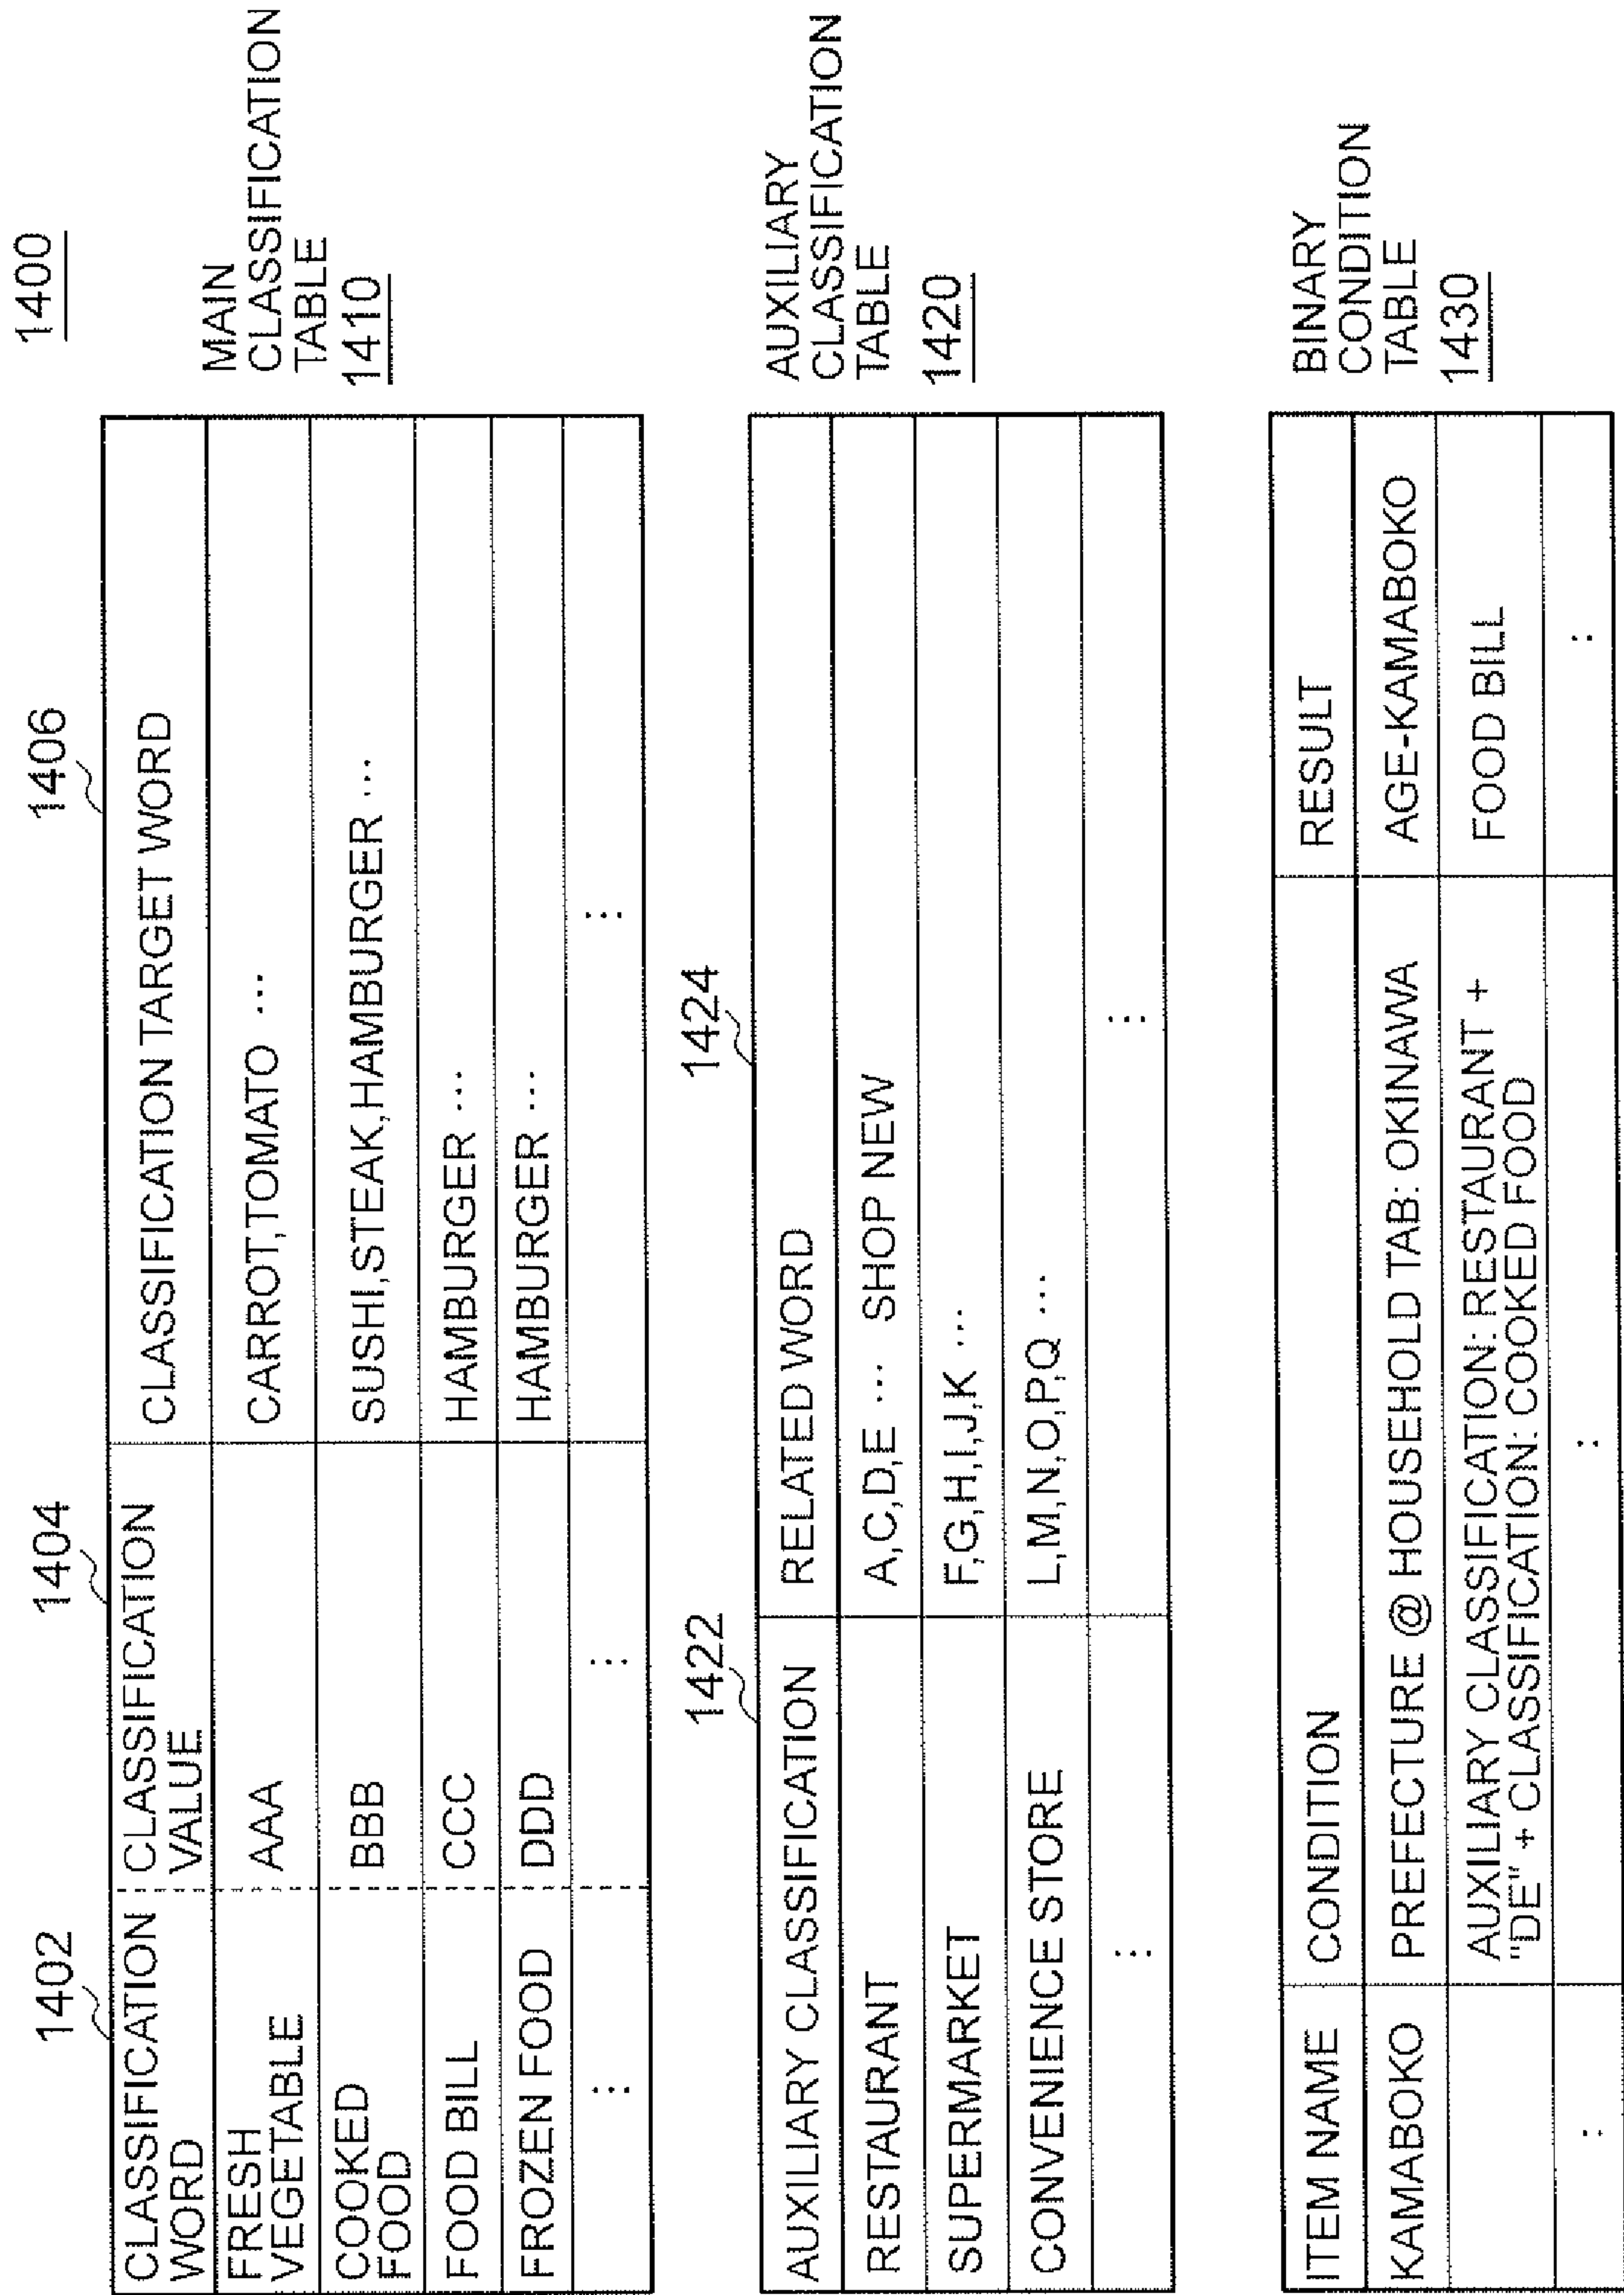 1400
1402
1404
1406
CLASSIFICATION WORD
CLASSIFICATION VALUE
CLASSIFICATION TARGET WORD
FRESH VEGETABLE
AAA
CARROT,TOMATO ...
COOKED FOOD
BBB
SUSHI,STEAK,HAMBURGER ...
FOOD BILL
CCC
HAMBURGER ...
FROZEN FOOD
DDD
HAMBURGER ...
⋮
⋮
⋮
MAIN
CLASSIFICATION
TABLE
1410
1422
1424
AUXILIARY CLASSIFICATION
RELATED WORD
RESTAURANT
A,C,D,E ... SHOP NEW
SUPERMARKET
F,G,H,I,J,K ...
CONVENIENCE STORE
L,M,N,O,P,Q ...
⋮
⋮
AUXILIARY
CLASSIFICATION
TABLE
1420
ITEM NAME
CONDITION
RESULT
KAMABOKO
PREFECTURE @ HOUSEHOLD TAB: OKINAWA
AGE-KAMABOKO
AUXILIARY CLASSIFICATION: RESTAURANT +
"DE" + CLASSIFICATION: COOKED FOOD
FOOD BILL
:
:
:
BINARY
CONDITION
TABLE
1430